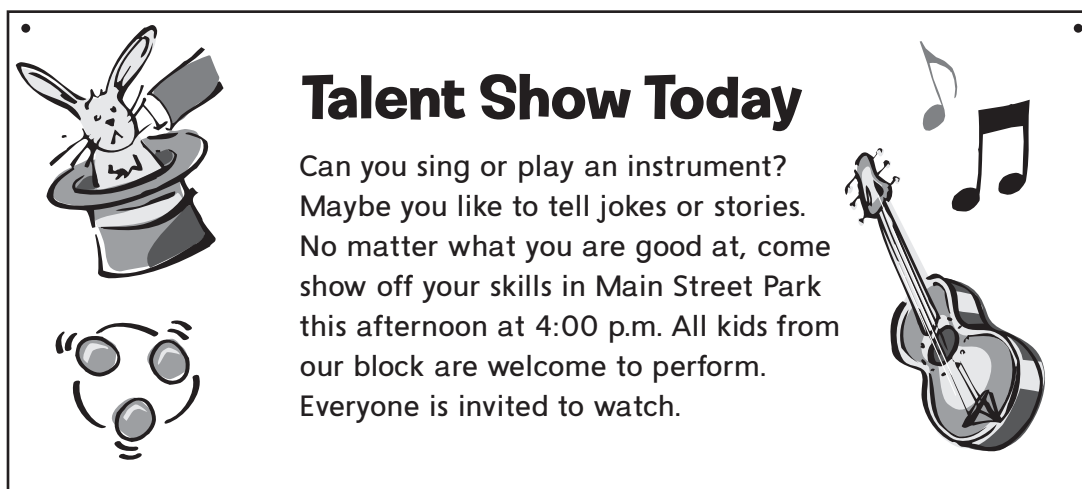 Talent Show Today
Can you sing or play an instrument?
Maybe you like to tell jokes or stories.
No matter what you are good at, come
show off your skills in Main Street Park
this afternoon at 4:00 p.m. All kids from
our block are welcome to perform.
Everyone is invited to watch.